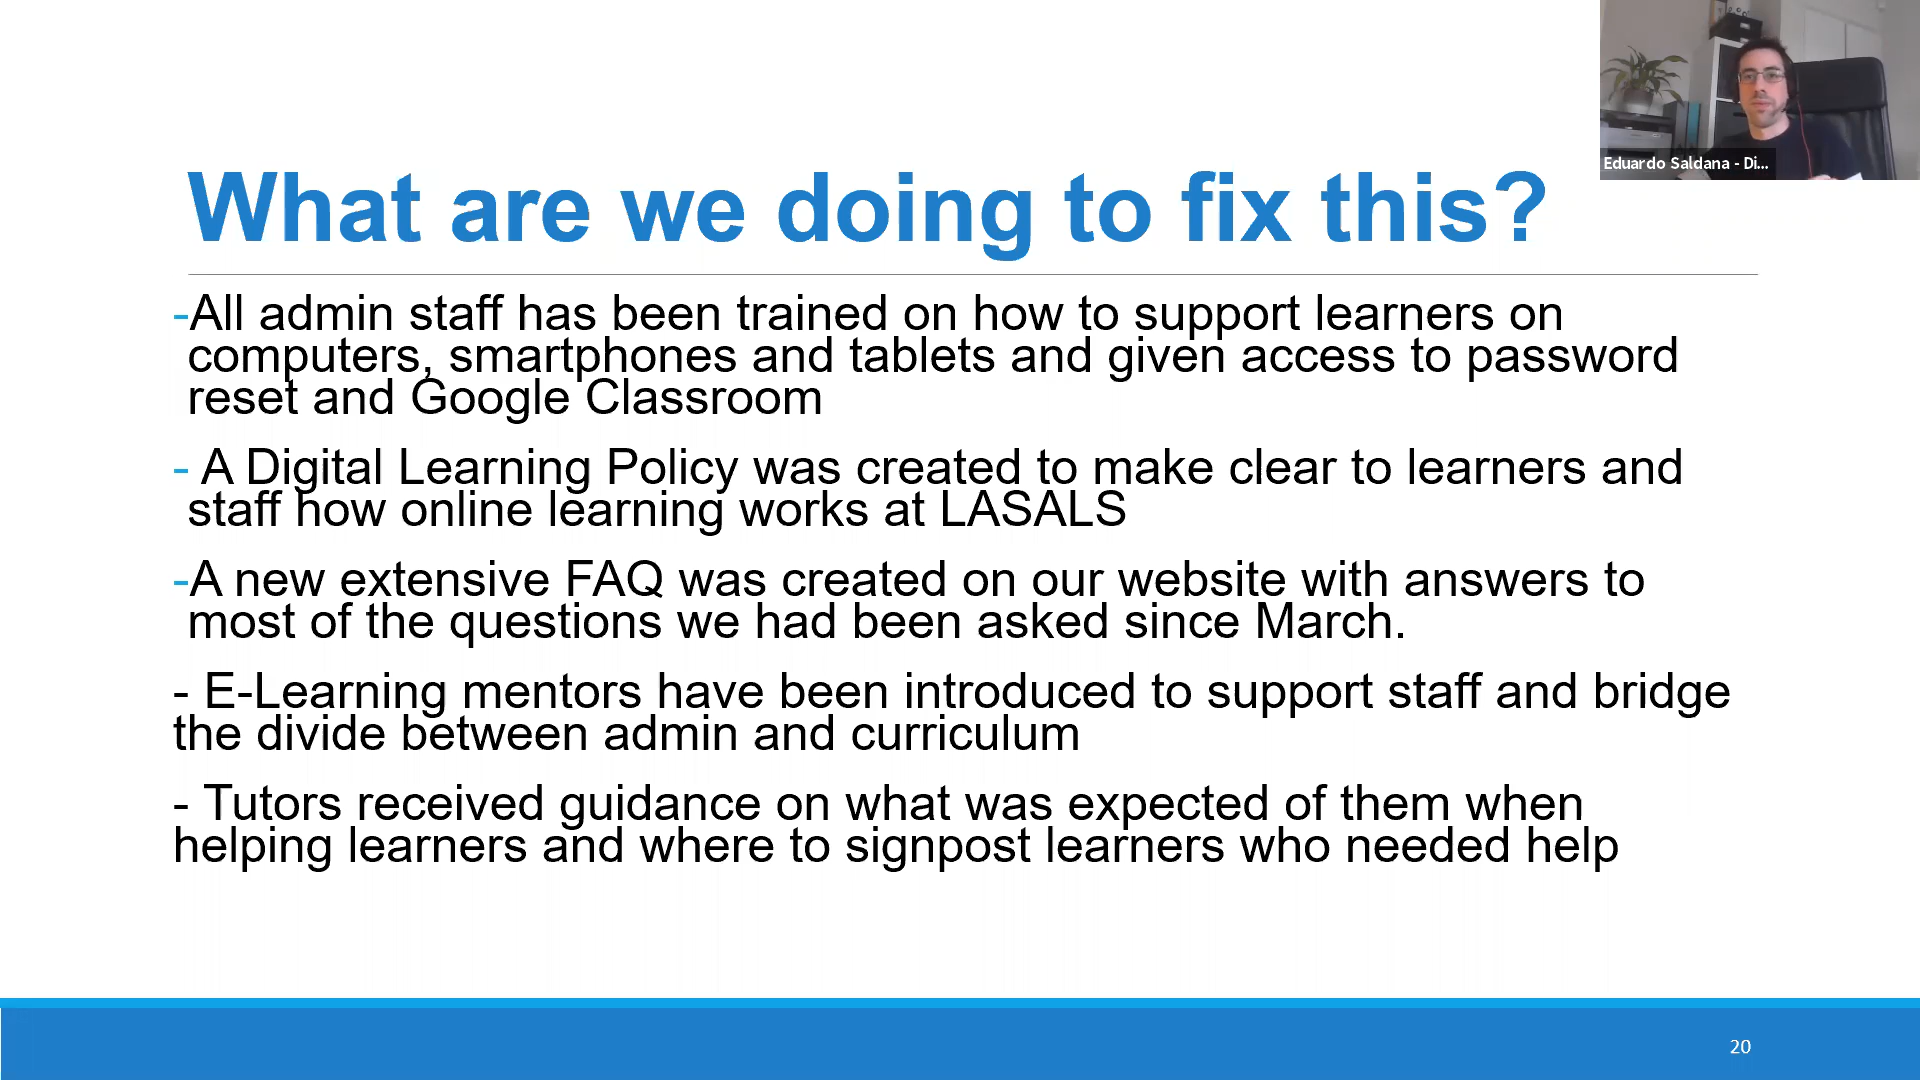 Eduardo Saldana - Di...
What are we doing to fix this?
-All admin staff has been trained on how to support learners on
computers, smartphones and tablets and given access to password
reset and Google Classroom
- A Digital Learning Policy was created to make clear to learners and
staff how online learning works at LASALS
-A new extensive FAQ was created on our website with answers to
most of the questions we had been asked since March.
- E-Learning mentors have been introduced to support staff and bridge
the divide between admin and curriculum
- Tutors received guidance on what was expected of them when
helping learners and where to signpost learners who needed help
20